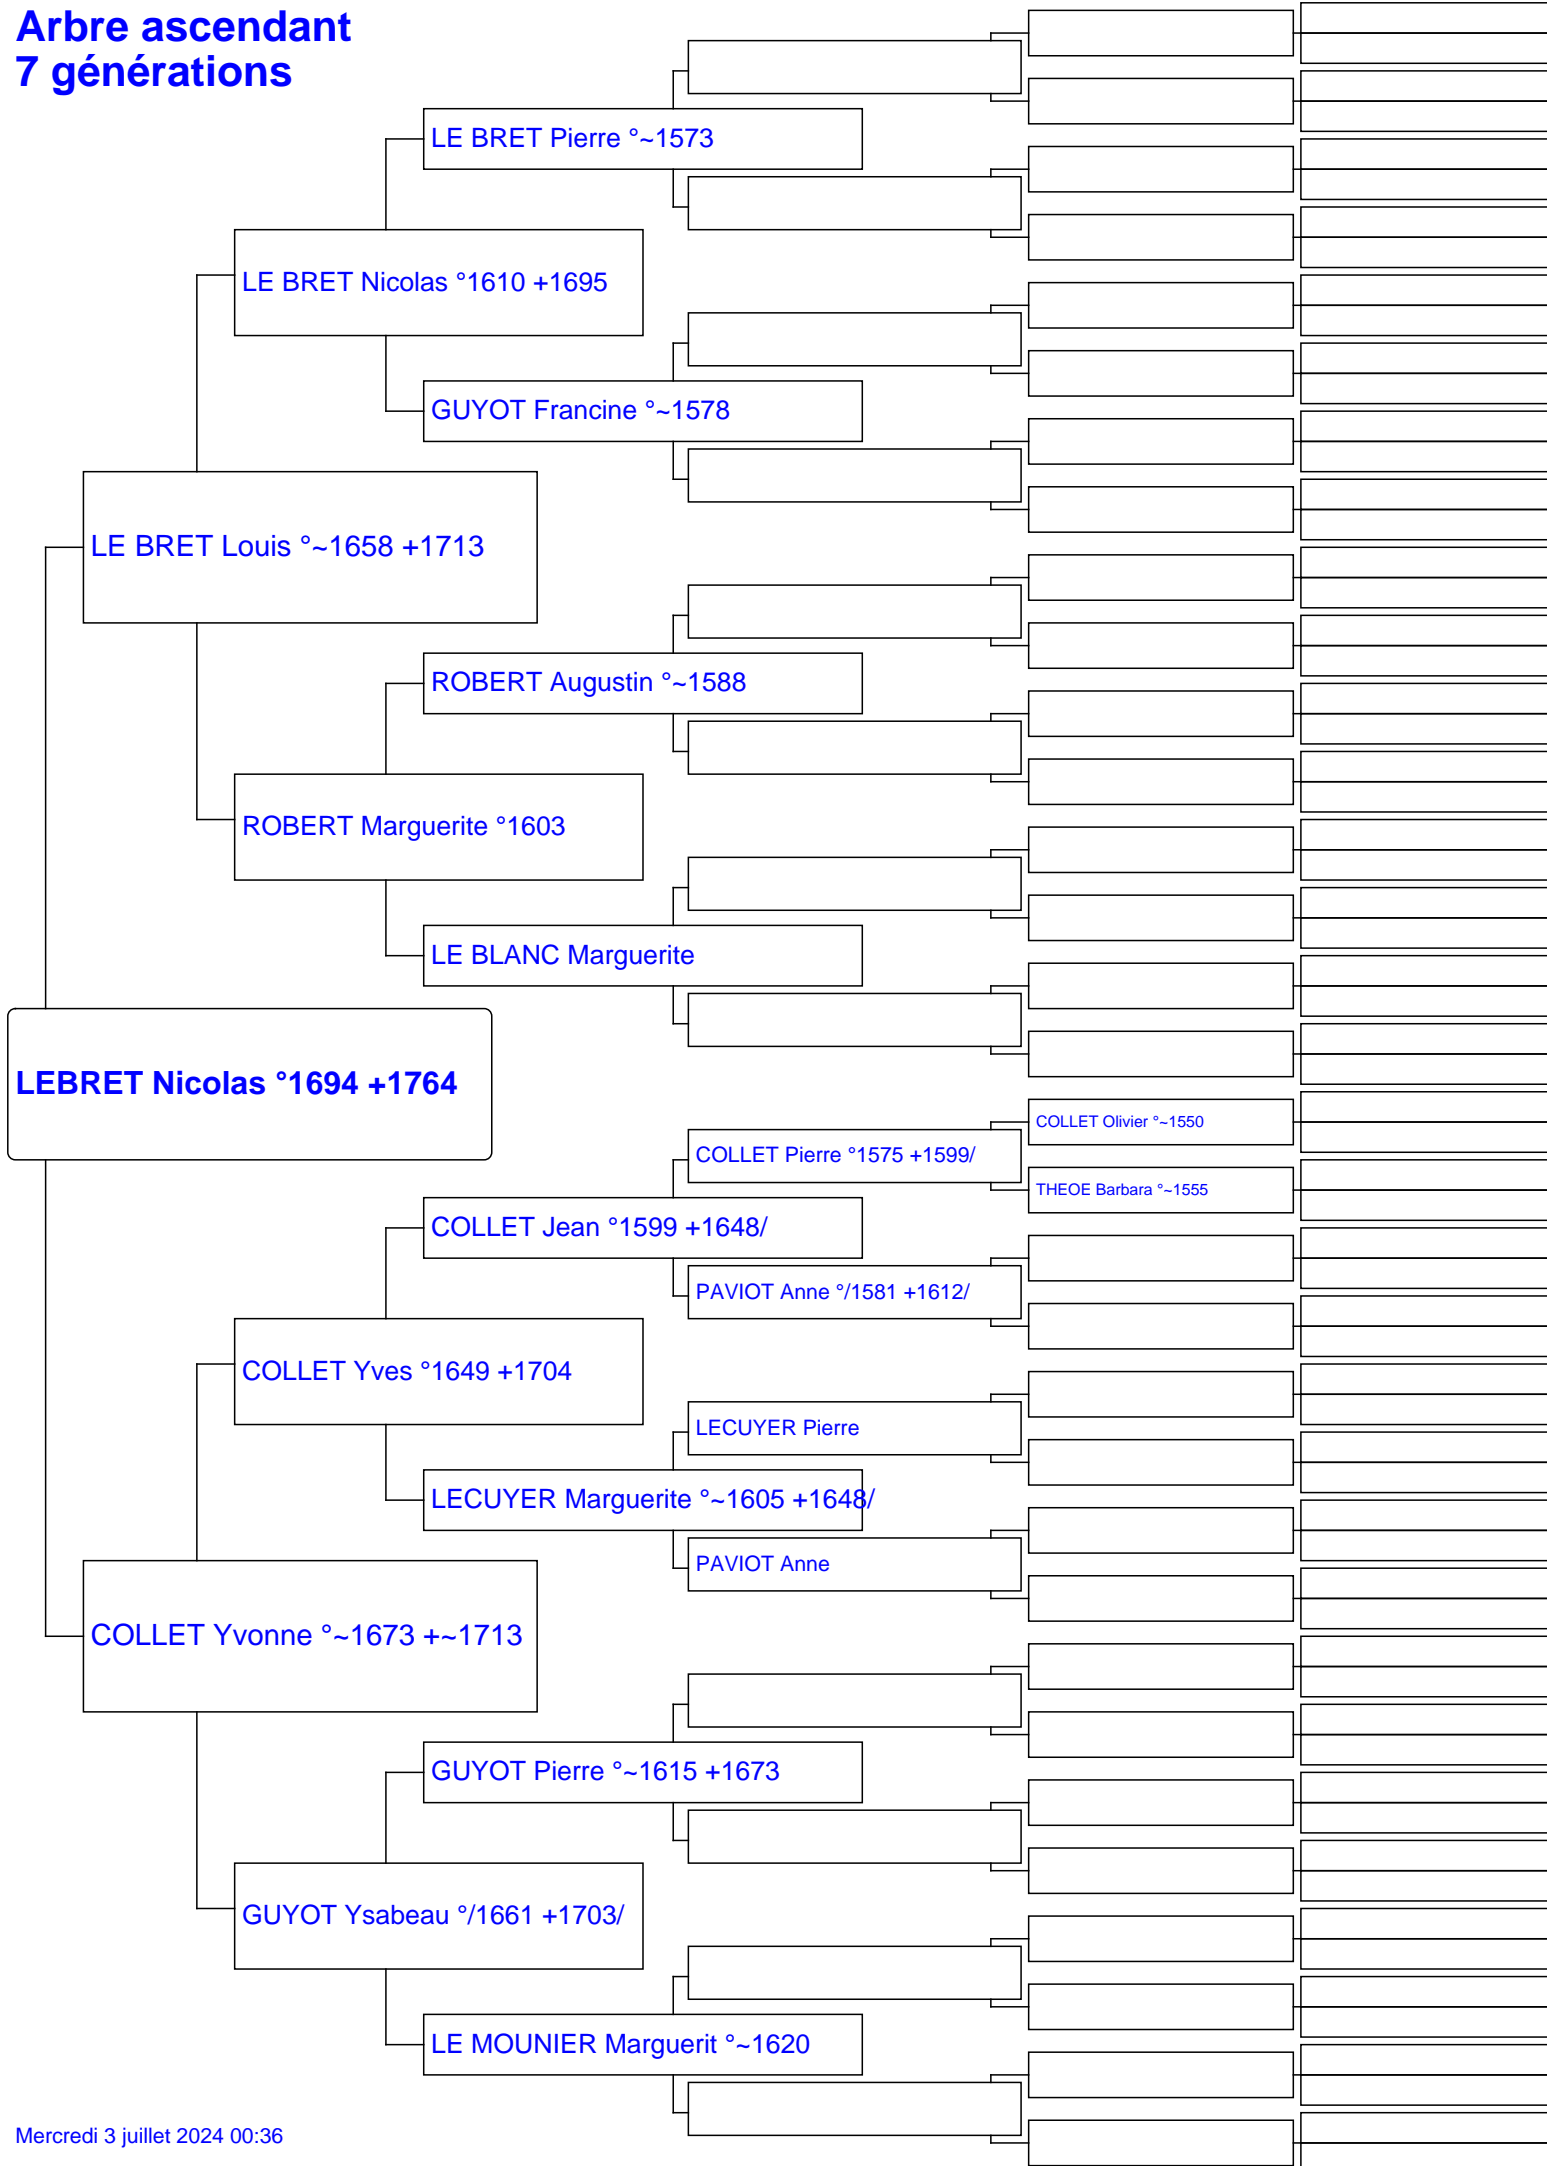 Arbre ascendant
7 générations
LE BRET Pierre °~1573
LE BRET Nicolas °1610 +1695
GUYOT Francine °~1578
LE BRET Louis °~1658 +1713
ROBERT Augustin °~1588
ROBERT Marguerite °1603
LE BLANC Marguerite
LEBRET Nicolas °1694 +1764
COLLET Olivier °~1550
COLLET Pierre °1575 +1599/
THEOE Barbara °~1555
COLLET Jean °1599 +1648/
PAVIOT Anne °/1581 +1612/
COLLET Yves °1649 +1704
LECUYER Pierre
LECUYER Marguerite °~1605 +1648/
PAVIOT Anne
COLLET Yvonne °~1673 +~1713
GUYOT Pierre °~1615 +1673
GUYOT Ysabeau °/1661 +1703/
LE MOUNIER Marguerit °~1620
Mercredi 3 juillet 2024 00:36